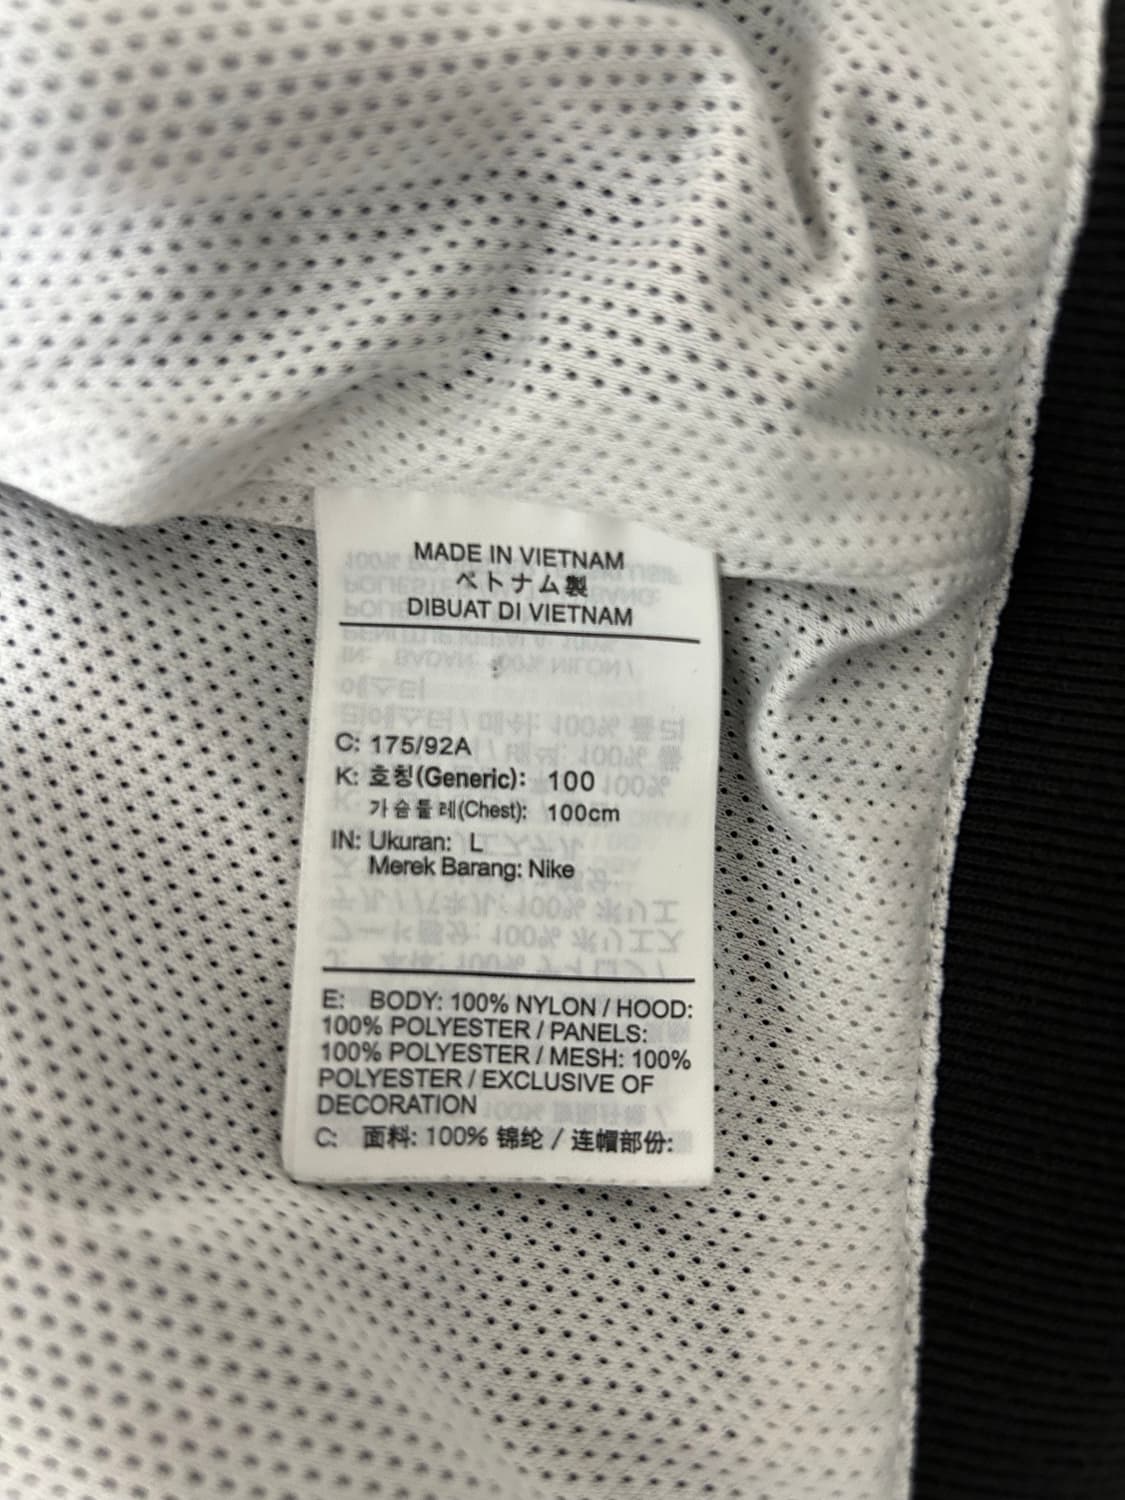 MADE IN VIETNAM
ベトナム製
DIBUAT DI VIETNAM
C: 175/92A
K: 호칭(Generic): 100
가슴둘레(Chest): 100cm
IN: Ukuran: L
Merek Barang: Nike
E: BODY: 100% NYLON / HOOD:
100% POLYESTER / PANELS:
100% POLYESTER / MESH: 100%
POLYESTER / EXCLUSIVE OF
DECORATION
C: 面料: 100% 锦纶 / 连帽部份: